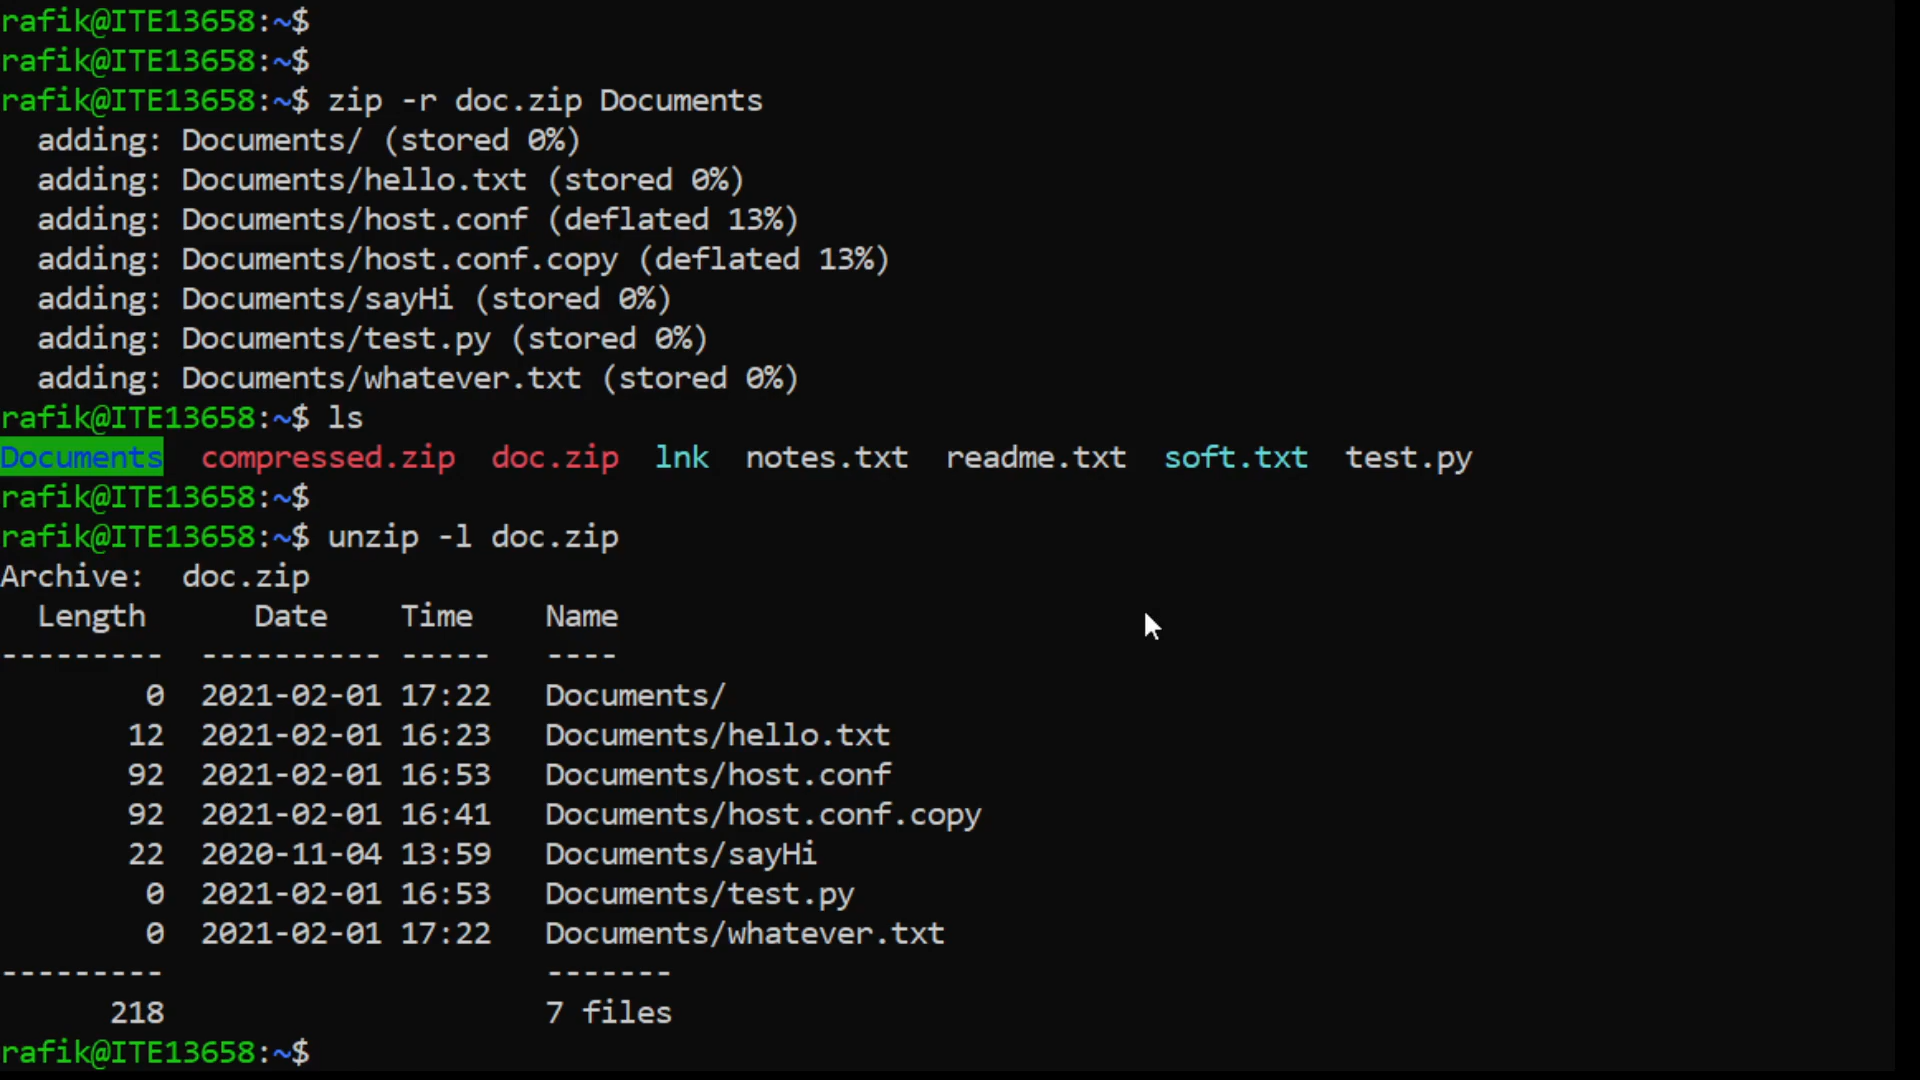 rafik@ITE13658:~$
rafik@ITE13658:~$
rafik@ITE13658:~$ zip -r doc.zip Documents
  adding: Documents/ (stored 0%)
  adding: Documents/hello.txt (stored 0%)
  adding: Documents/host.conf (deflated 13%)
  adding: Documents/host.conf.copy (deflated 13%)
  adding: Documents/sayHi (stored 0%)
  adding: Documents/test.py (stored 0%)
  adding: Documents/whatever.txt (stored 0%)
rafik@ITE13658:~$ ls
Documents  compressed.zip  doc.zip  lnk  notes.txt  readme.txt  soft.txt  test.py
rafik@ITE13658:~$
rafik@ITE13658:~$ unzip -l doc.zip
Archive:  doc.zip
  Length      Date    Time    Name
---------  ---------- -----   ----
        0  2021-02-01 17:22   Documents/
       12  2021-02-01 16:23   Documents/hello.txt
       92  2021-02-01 16:53   Documents/host.conf
       92  2021-02-01 16:41   Documents/host.conf.copy
       22  2020-11-04 13:59   Documents/sayHi
        0  2021-02-01 16:53   Documents/test.py
        0  2021-02-01 17:22   Documents/whatever.txt
---------                     -------
      218                     7 files
rafik@ITE13658:~$